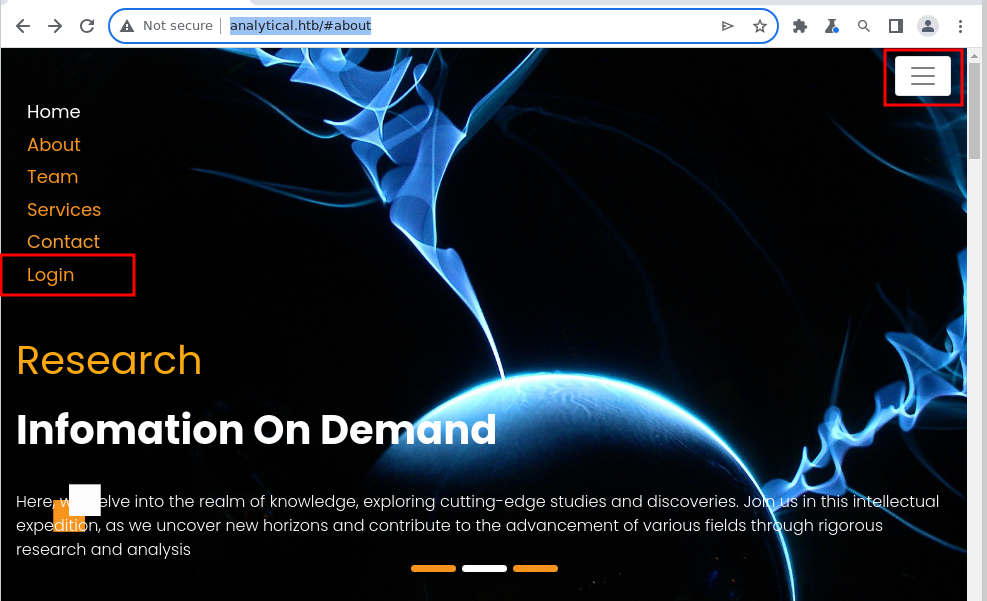 Not secure | analytical.htb/#about
Home
About
Team
Services
Contact
Login
Research
Infomation On Demand
Here, we delve into the realm of knowledge, exploring cutting-edge studies and discoveries. Join us in this intellectual
expedition, as we uncover new horizons and contribute to the advancement of various fields through rigorous
research and analysis